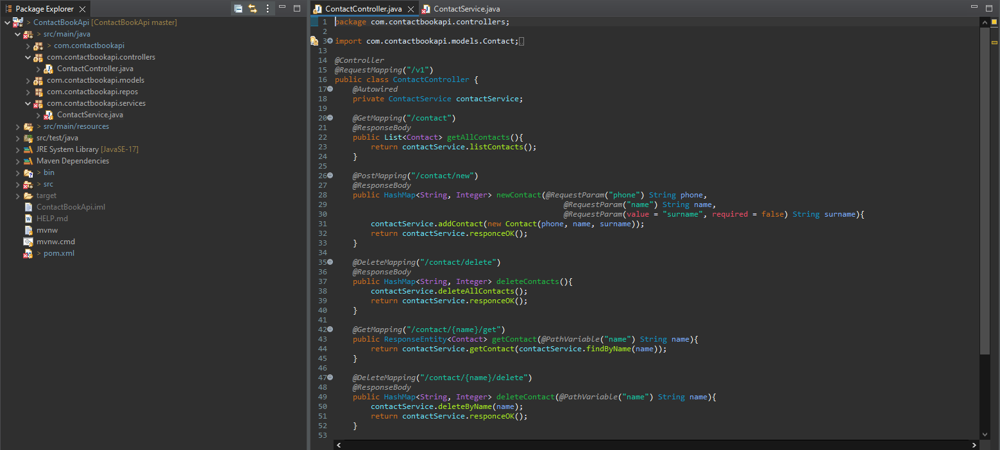 Package Explorer
ContactBookApi [ContactBookApi master]
src/main/java
com.contactbookapi
com.contactbookapi.controllers
ContactController.java
com.contactbookapi.models
com.contactbookapi.repos
com.contactbookapi.services
ContactService.java
src/main/resources
src/test/java
JRE System Library [JavaSE-17]
Maven Dependencies
bin
src
target
ContactBookApi.iml
HELP.md
mvnw
mvnw.cmd
pom.xml
ContactController.java
ContactService.java
1 package com.contactbookapi.controllers;
2
3 import com.contactbookapi.models.Contact;
13
14 @Controller
15 @RequestMapping("/v1")
16 public class ContactController {
17 @Autowired
18 private ContactService contactService;
19
20 @GetMapping("/contact")
21 @ResponseBody
22 public List<Contact> getAllContacts(){
23 return contactService.listContacts();
24 }
25
26 @PostMapping("/contact/new")
27 @ResponseBody
28 public HashMap<String, Integer> newContact(@RequestParam("phone") String phone,
29 @RequestParam("name") String name,
30 @RequestParam(value = "surname", required = false) String surname){
31 contactService.addContact(new Contact(phone, name, surname));
32 return contactService.responceOK();
33 }
34
35 @DeleteMapping("/contact/delete")
36 @ResponseBody
37 public HashMap<String, Integer> deleteContacts(){
38 contactService.deleteAllContacts();
39 return contactService.responceOK();
40 }
41
42 @GetMapping("/contact/{name}/get")
43 public ResponseEntity<Contact> getContact(@PathVariable("name") String name){
44 return contactService.getContact(contactService.findByName(name));
45 }
46
47 @DeleteMapping("/contact/{name}/delete")
48 @ResponseBody
49 public HashMap<String, Integer> deleteContact(@PathVariable("name") String name){
50 contactService.deleteByName(name);
51 return contactService.responceOK();
52 }
53